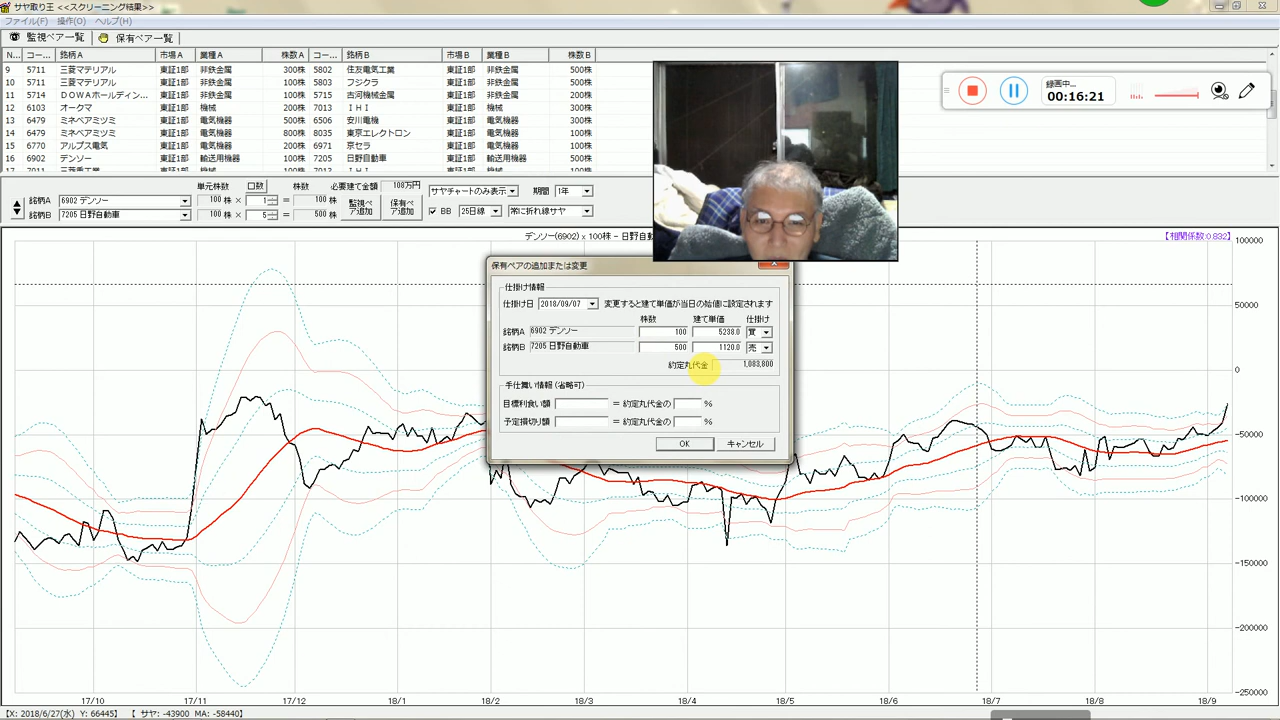 サヤ取り王 <<スクリーニング結果>>
ファイル(F) 操作(O) ヘルプ(H)
監視ペア一覧 保有ペア一覧
N... コー... 銘柄A 市場A 業種A 株数A コー... 銘柄B 市場B 業種B 株数B
9 5711 三菱マテリアル 東証1部 非鉄金属 300株 5802 住友電気工業 東証1部 非鉄金属 500株
10 5711 三菱マテリアル 東証1部 非鉄金属 100株 5803 フジクラ 東証1部 非鉄金属 500株
11 5714 DOWAホールディン... 東証1部 非鉄金属 100株 5715 古河機械金属 東証1部 非鉄金属 200株
12 6103 オークマ 東証1部 機械 200株 7013 IHI 東証1部 機械 300株
13 6479 ミネベアミツミ 東証1部 電気機器 500株 6506 安川電機 東証1部 電気機器 300株
14 6479 ミネベアミツミ 東証1部 電気機器 800株 8035 東京エレクトロン 東証1部 電気機器 100株
15 6770 アルプス電気 東証1部 電気機器 200株 6971 京セラ 東証1部 電気機器 100株
16 6902 デンソー 東証1部 輸送用機器 100株 7205 日野自動車 東証1部 輸送用機器 500株
録画中...
00:16:21
単元株数 口数 株数 必要建て金額 108万円 サヤチャートのみ表示 期間 1年
銘柄A 6902 デンソー 100株 × 1 = 100株 監視ペア追加 保有ペア追加
銘柄B 7205 日野自動車 100株 × 5 = 500株 BB 25日線 常に折れ線サヤ
デンソー(6902) x 100株 - 日野自動
【相関係数:0.832】
保有ペアの追加または変更
仕掛け情報
仕掛け日 2018/09/07 変更すると建て単価が当日の始値に設定されます
株数 建て単価 仕掛け
銘柄A 6902 デンソー 100 5238.0 買
銘柄B 7205 日野自動車 500 1120.0 売
約定丸代金 1,083,800
手仕舞い情報(省略可)
目標利食い額 = 約定丸代金の %
予定損切り額 = 約定丸代金の %
OK キャンセル
100000
50000
0
-50000
-100000
-150000
-200000
-250000
17/10 17/11 17/12 18/1 18/2 18/3 18/4 18/5 18/6 18/7 18/8 18/9
【X: 2018/6/27(水) Y: 66445】 【 サヤ: -43900 MA: -58440】